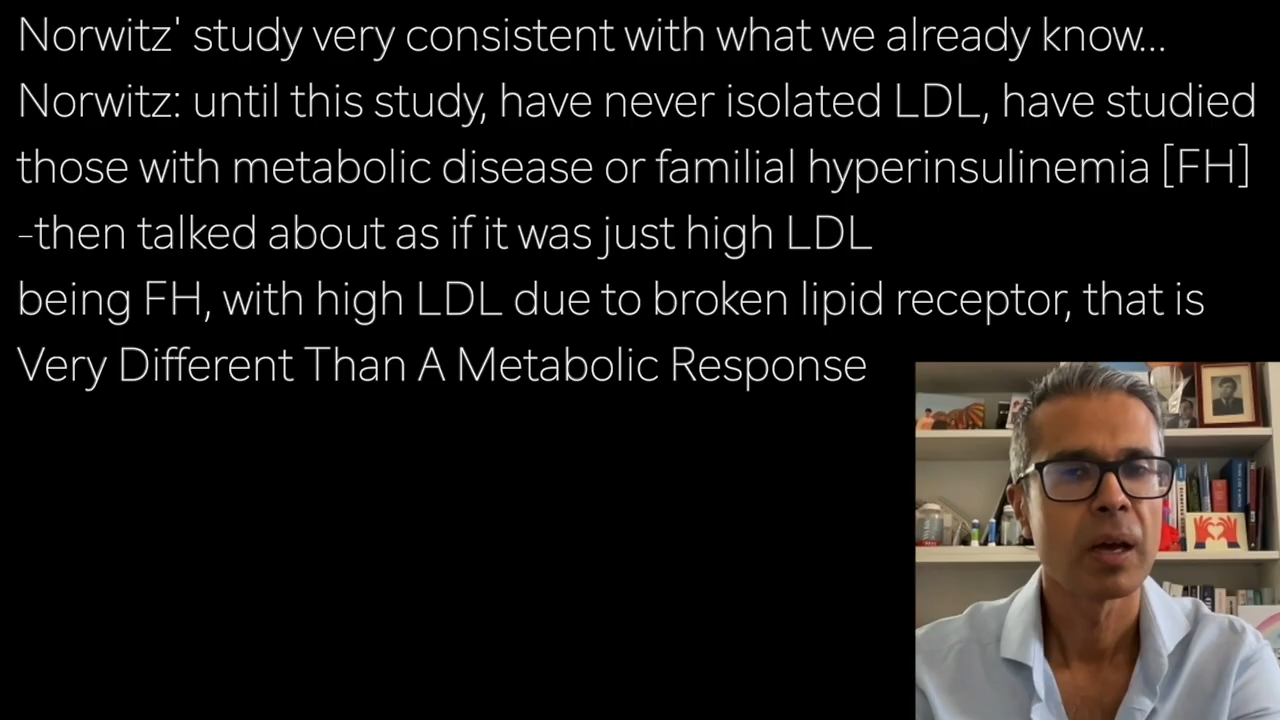 Norwitz' study very consistent with what we already know...
Norwitz: until this study, have never isolated LDL, have studied
those with metabolic disease or familial hyperinsulinemia [FH]
-then talked about as if it was just high LDL
being FH, with high LDL due to broken lipid receptor, that is
Very Different Than A Metabolic Response